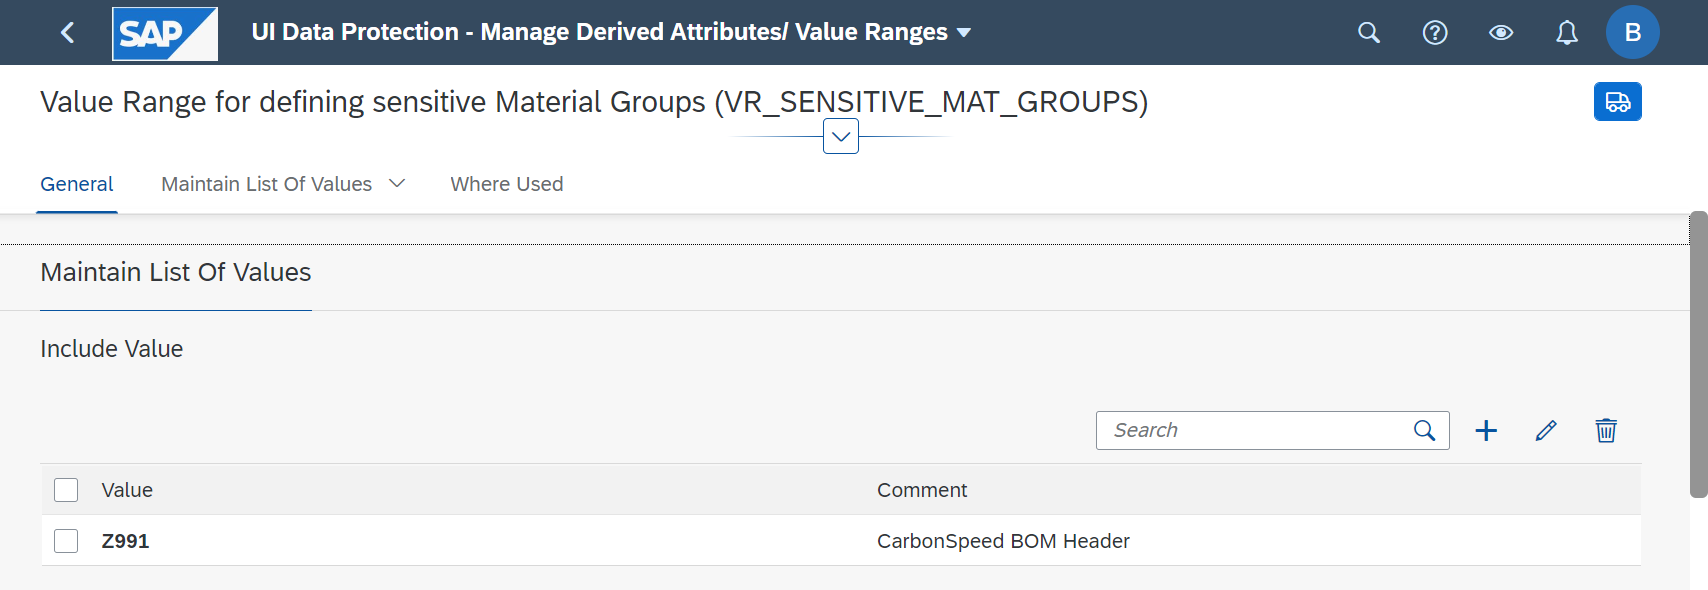 SAP UI Data Protection - Manage Derived Attributes/ Value Ranges B
Value Range for defining sensitive Material Groups (VR_SENSITIVE_MAT_GROUPS)
General Maintain List Of Values Where Used
Maintain List Of Values
Include Value
Search
Value Comment
Z991 CarbonSpeed BOM Header